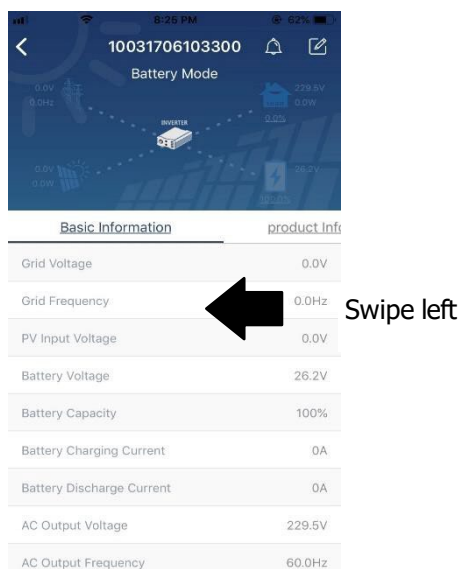 8:25 PM 62%
10031706103300
Battery Mode
0.0V
0.0Hz
229.5V
0.0W
0.0%
INVERTER
0.0V
0.0W
26.2V
100.0%
Basic Information product Info
Grid Voltage 0.0V
Grid Frequency 0.0Hz
Swipe left
PV Input Voltage 0.0V
Battery Voltage 26.2V
Battery Capacity 100%
Battery Charging Current 0A
Battery Discharge Current 0A
AC Output Voltage 229.5V
AC Output Frequency 60.0Hz